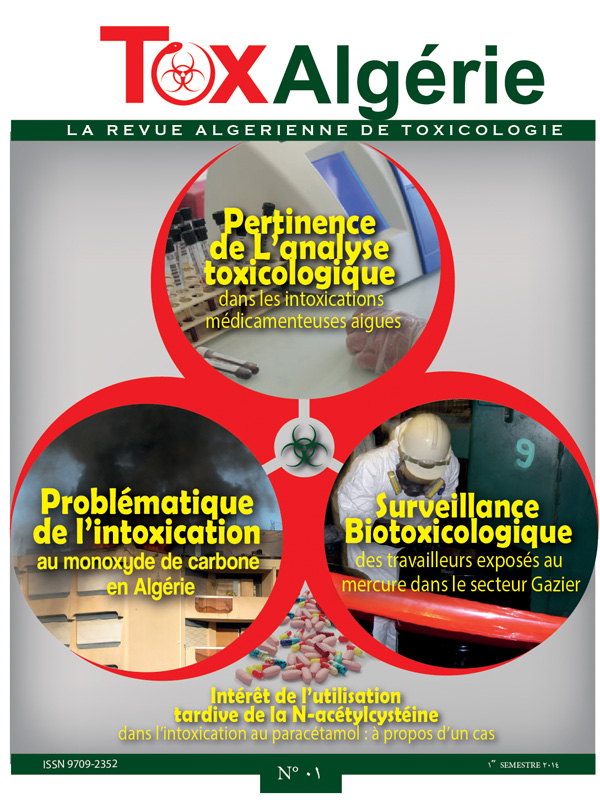 ToxAlgérie
LA REVUE ALGERIENNE DE TOXICOLOGIE
Pertinence
de L'analyse
toxicologique
dans les intoxications
médicamenteuses aigues
Problématique
de l'intoxication
au monoxyde de carbone
en Algérie
9
Surveillance
Biotoxicologique
des travailleurs exposés au
mercure dans le secteur Gazier
Intérêt de l'utilisation
tardive de la N-acétylcystéine
dans l'intoxication au paracétamol : à propos d'un cas
ISSN 9709-2352
N° ٠١
١er SEMESTRE ٢٠١٤